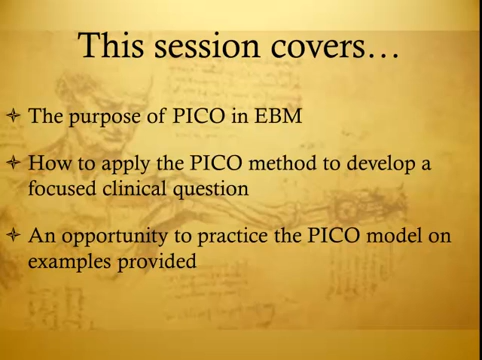 This session covers…
The purpose of PICO in EBM
How to apply the PICO method to develop a
focused clinical question
An opportunity to practice the PICO model on
examples provided